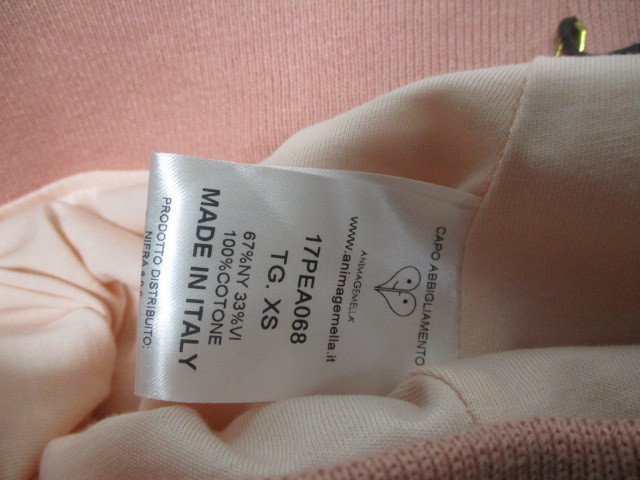 CAPO ABBIGLIAMENTO
ANIMAGEMELLA
www.animagemella.it
17PEA068
TG. XS
67%NY 33%VI
100%COTONE
MADE IN ITALY
PRODOTTO DISTRIBUITO: